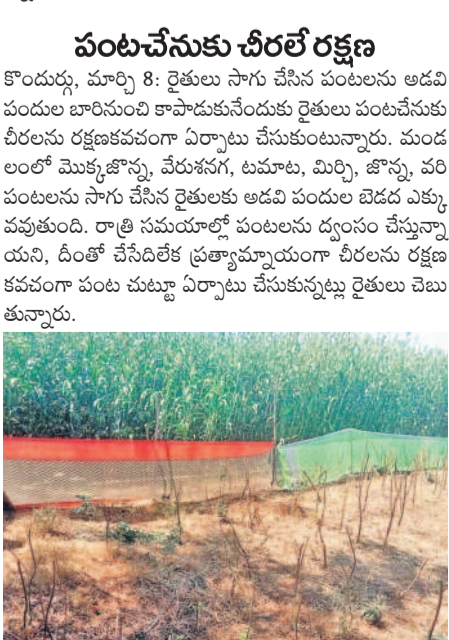 పంటచేనుకు చీరలే రక్షణ
కొందుర్గు, మార్చి 8: రైతులు సాగు చేసిన పంటలను అడవి
పందుల బారినుంచి కాపాడుకునేందుకు రైతులు పంటచేనుకు
చీరలను రక్షణకవచంగా ఏర్పాటు చేసుకుంటున్నారు. మండ
లంలో మొక్కజొన్న, వేరుశనగ, టమాట, మిర్చి, జొన్న, వరి
పంటలను సాగు చేసిన రైతులకు అడవి పందుల బెడద ఎక్కు
వవుతుంది. రాత్రి సమయాల్లో పంటలను ద్వంసం చేస్తున్నా
యని, దీంతో చేసేదిలేక ప్రత్యామ్నాయంగా చీరలను రక్షణ
కవచంగా పంట చుట్టూ ఏర్పాటు చేసుకున్నట్లు రైతులు చెబు
తున్నారు.